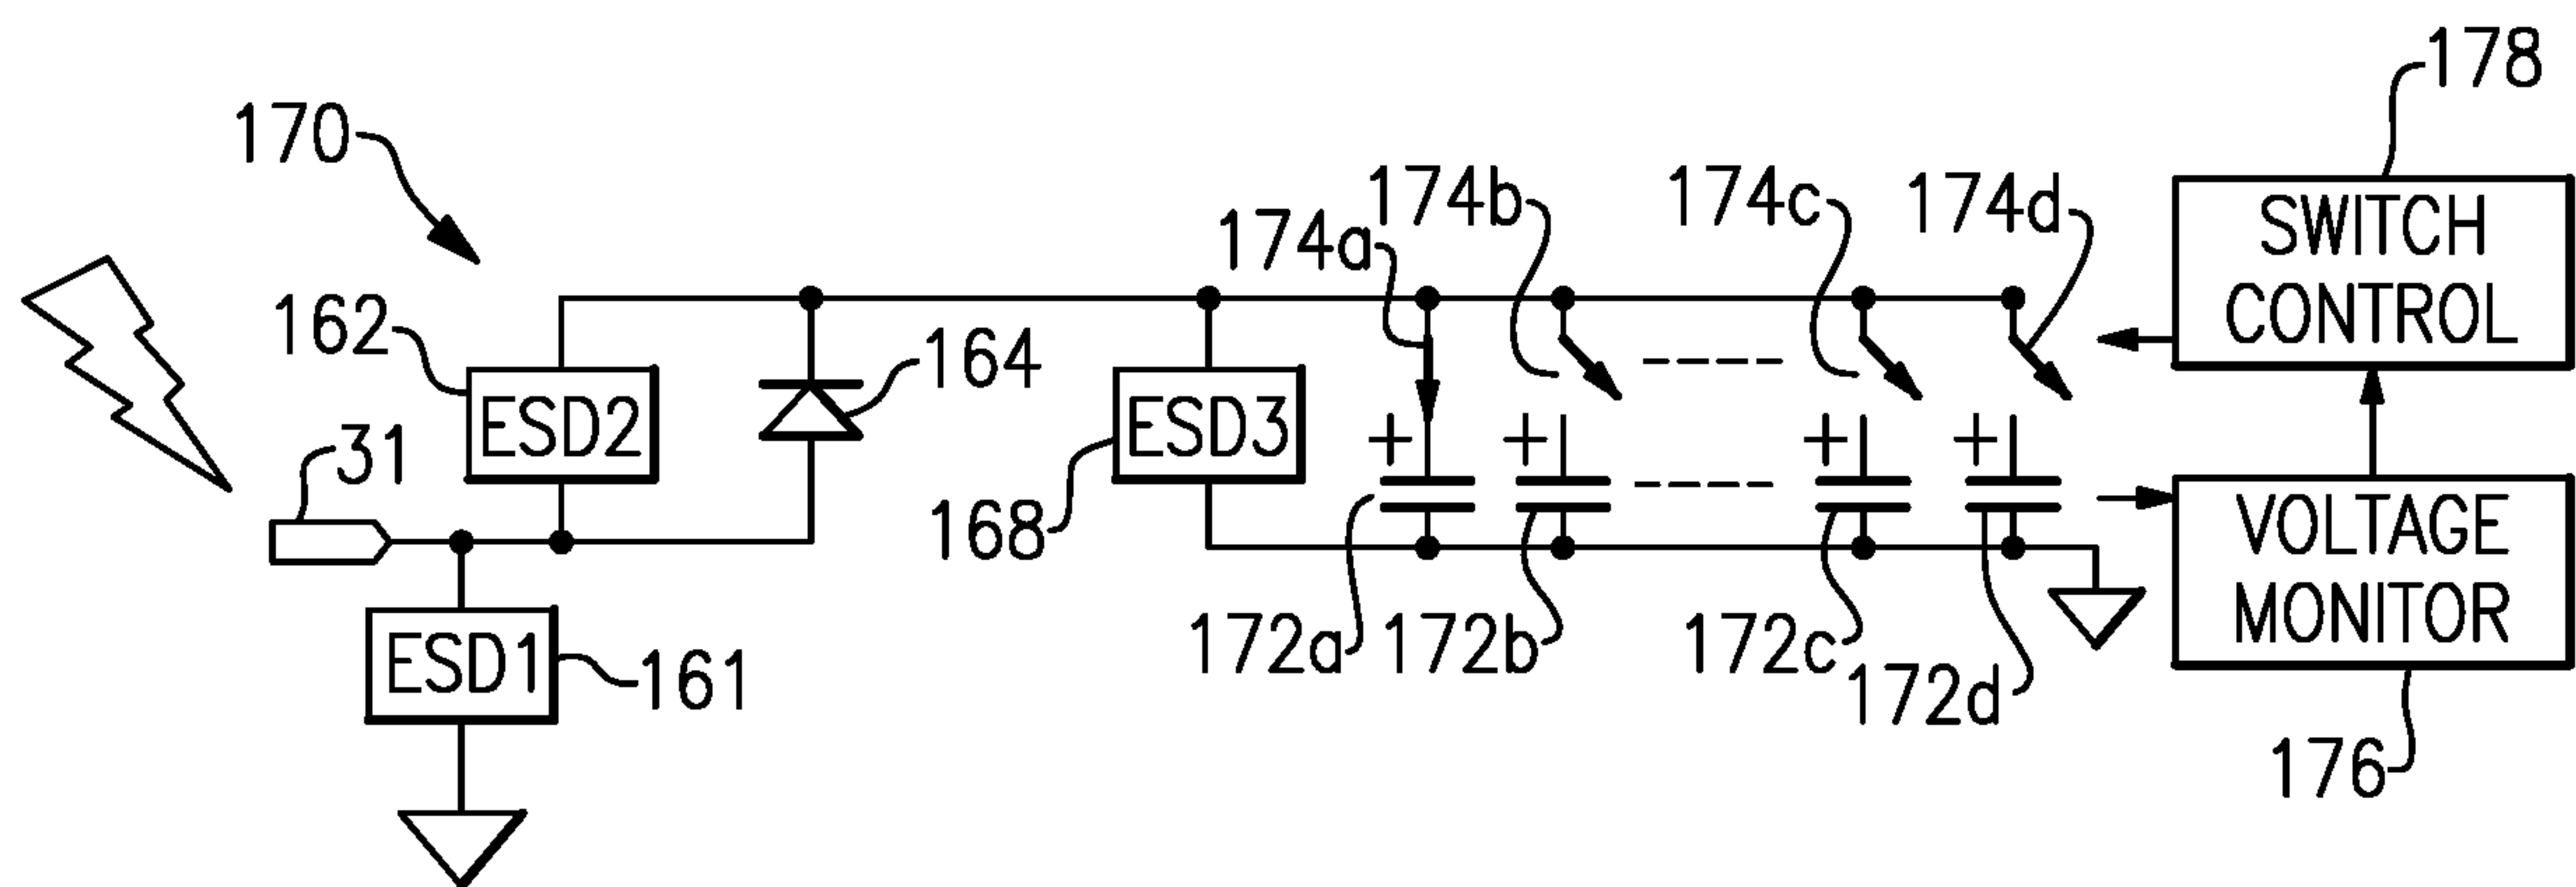 178
170
174b
174c
174d
174a
SWITCH
CONTROL
162
164
ESD2
ESD3
+
+
+
+
31
168
VOLTAGE
MONITOR
172a
172b
172c
172d
ESD1
161
176